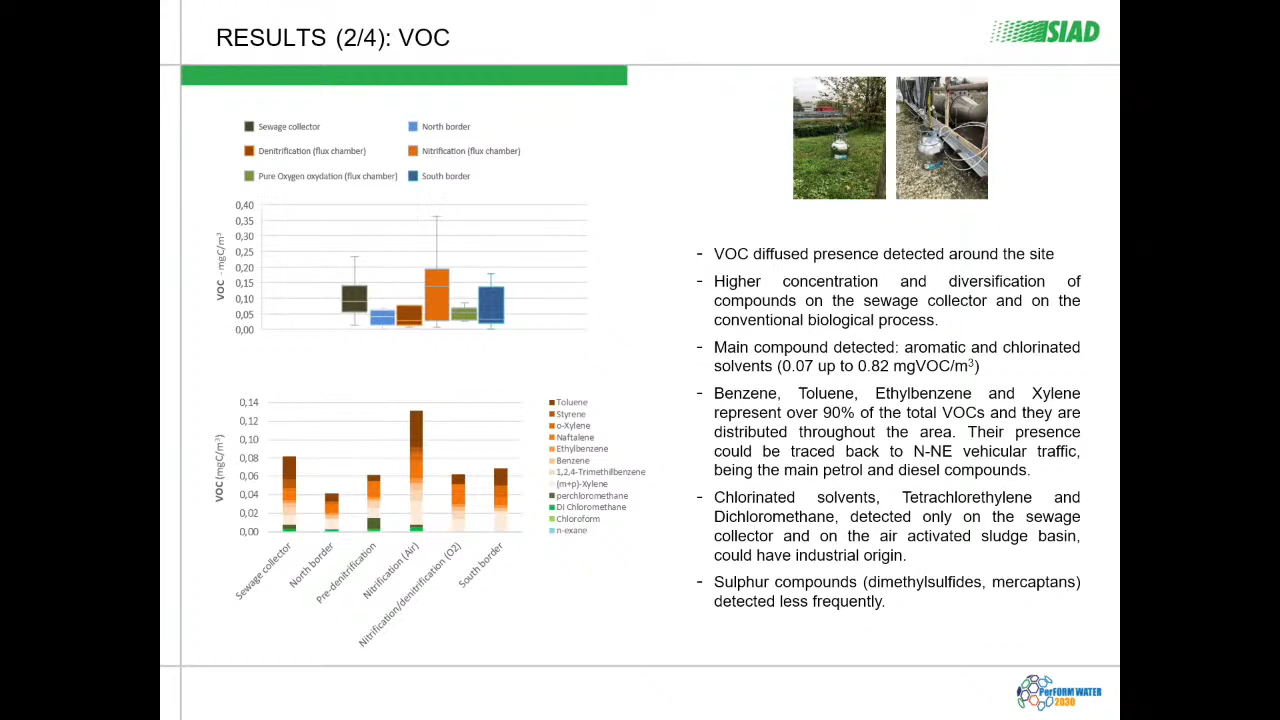 RESULTS (2/4): VOC
SIAD
Sewage collector
North border
Denitrification (flux chamber)
Nitrification (flux chamber)
Pure Oxygen oxydation (flux chamber)
South border
VOC - mgC/m³
0,40
0,35
0,30
0,25
0,20
0,15
0,10
0,05
0,00
VOC (mgC/m³)
0,14
0,12
0,10
0,08
0,06
0,04
0,02
0,00
Sewage collector
North border
Pre-denitrification
Nitrification (Air)
Nitrification/denitrification (O2)
South border
Toluene
Styrene
o-Xylene
Naftalene
Ethylbenzene
Benzene
1,2,4-Trimethilbenzene
(m+p)-Xylene
perchloromethane
Di Chloromethane
Chloroform
n-exane
- VOC diffused presence detected around the site
- Higher concentration and diversification of
compounds on the sewage collector and on the
conventional biological process.
- Main compound detected: aromatic and chlorinated
solvents (0.07 up to 0.82 mgVOC/m³)
- Benzene, Toluene, Ethylbenzene and Xylene
represent over 90% of the total VOCs and they are
distributed throughout the area. Their presence
could be traced back to N-NE vehicular traffic,
being the main petrol and diesel compounds.
- Chlorinated solvents, Tetrachlorethylene and
Dichloromethane, detected only on the sewage
collector and on the air activated sludge basin,
could have industrial origin.
- Sulphur compounds (dimethylsulfides, mercaptans)
detected less frequently.
PerFORM WATER
2030